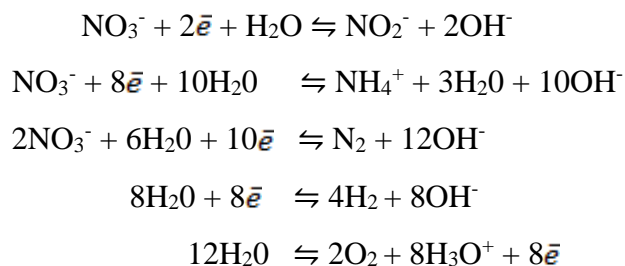 NO₃⁻ + 2ē + H₂O ⇋ NO₂⁻ + 2OH⁻
NO₃⁻ + 8ē + 10H₂0 ⇋ NH₄⁺ + 3H₂0 + 10OH⁻
2NO₃⁻ + 6H₂0 + 10ē ⇋ N₂ + 12OH⁻
8H₂0 + 8ē ⇋ 4H₂ + 8OH⁻
12H₂0 ⇋ 2O₂ + 8H₃O⁺ + 8ē